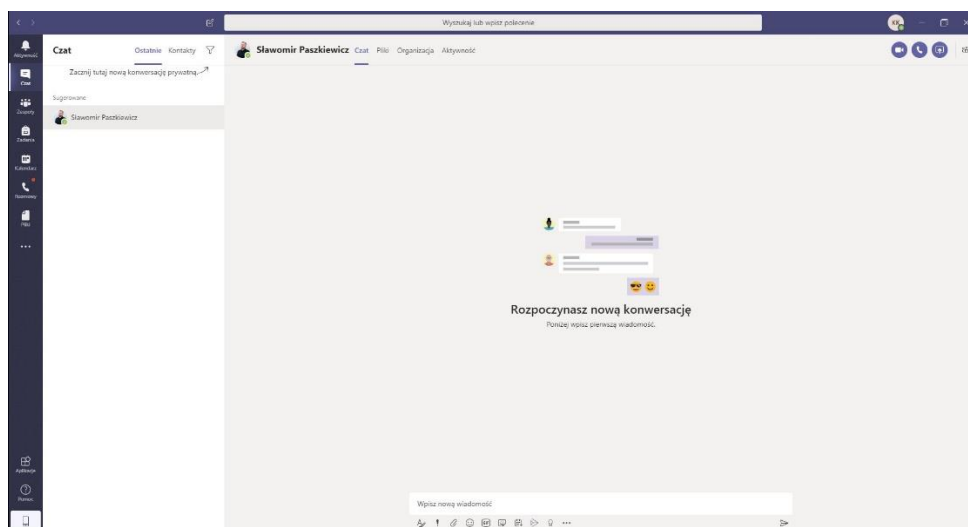 Wyszukaj lub wpisz polecenie
KK
Aktywność
Czat
Zespoły
Zadania
Kalendarz
Rozmowy
Pliki
Aplikacje
Pomoc
Czat
Ostatnie Kontakty
Zacznij tutaj nową konwersację prywatną.
Sugerowane
Sławomir Paszkiewicz
Sławomir Paszkiewicz Czat Pliki Organizacja Aktywność
Rozpoczynasz nową konwersację
Poniżej wpisz pierwszą wiadomość.
Wpisz nową wiadomość